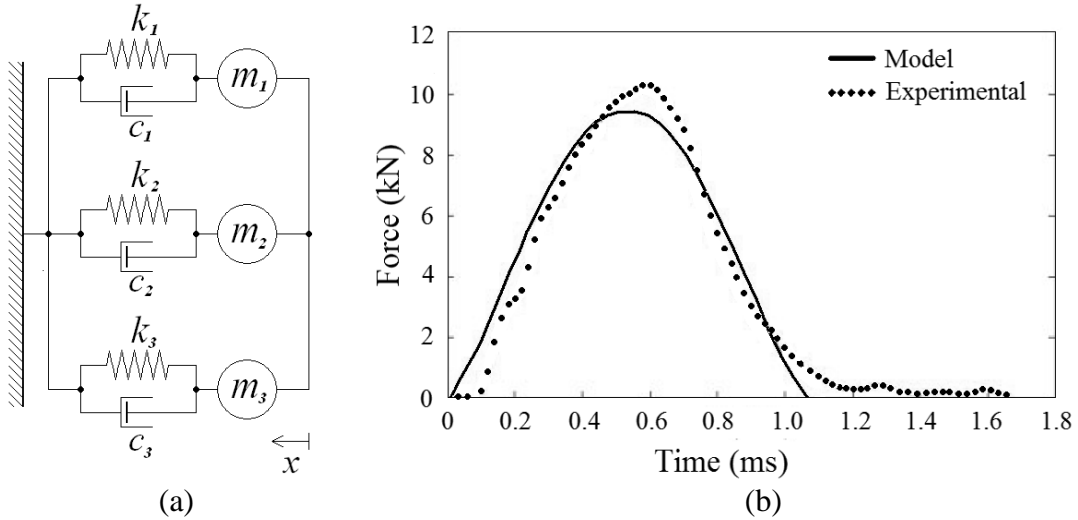 k1
m1
c1
k2
m2
c2
k3
m3
c3
x
(a)
12
10
8
6
4
2
0
Force (kN)
Model
Experimental
0.2 0.4 0.6 0.8 1.0 1.2 1.4 1.6 1.8
Time (ms)
(b)